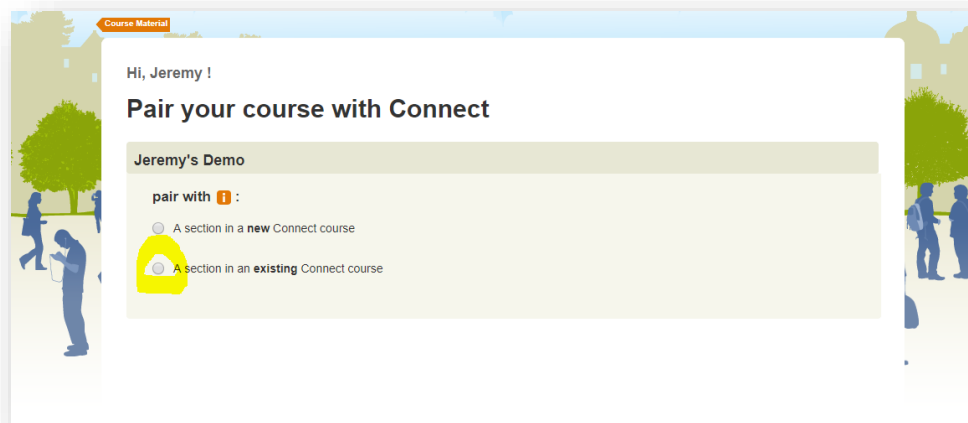 Course Material
Hi, Jeremy !
Pair your course with Connect
Jeremy's Demo
pair with i :
A section in a new Connect course
A section in an existing Connect course